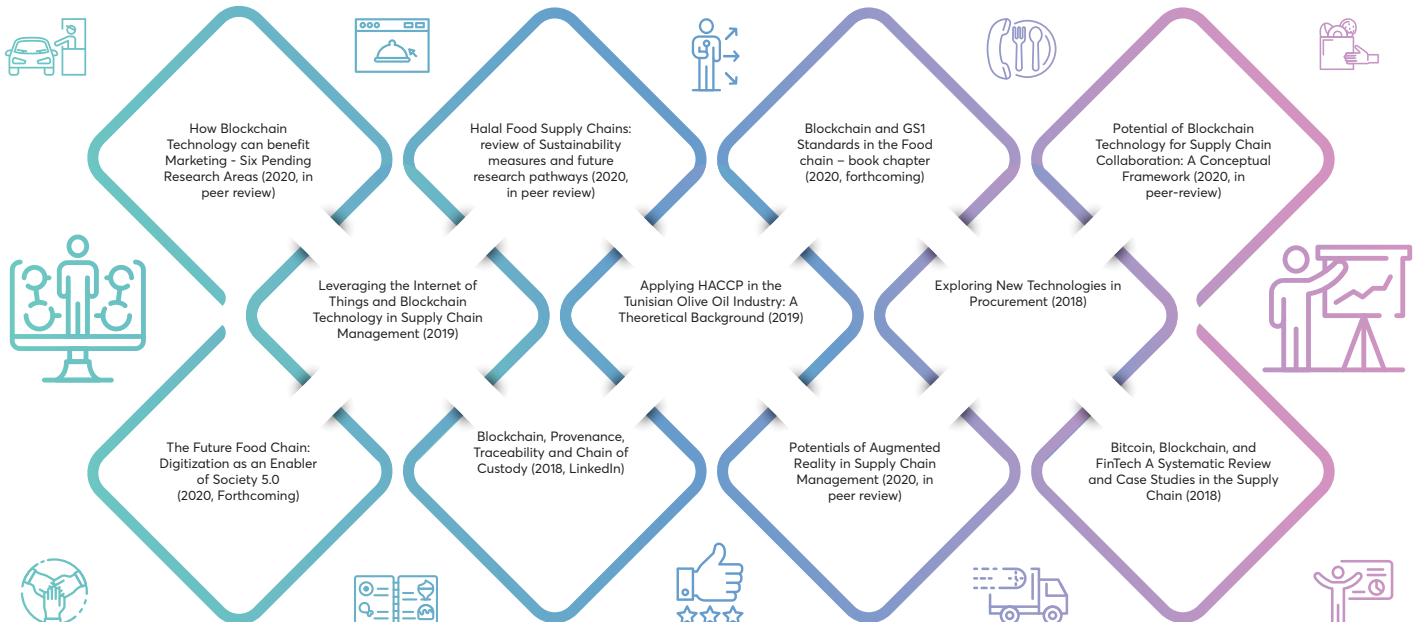 How Blockchain
Technology can benefit
Marketing - Six Pending
Research Areas (2020, in
peer review)
Halal Food Supply Chains:
review of Sustainability
measures and future
research pathways (2020,
in peer review)
Blockchain and GS1
Standards in the Food
chain – book chapter
(2020, forthcoming)
Potential of Blockchain
Technology for Supply Chain
Collaboration: A Conceptual
Framework (2020, in
peer-review)
Leveraging the Internet of
Things and Blockchain
Technology in Supply Chain
Management (2019)
Applying HACCP in the
Tunisian Olive Oil Industry: A
Theoretical Background (2019)
Exploring New Technologies in
Procurement (2018)
The Future Food Chain:
Digitization as an Enabler
of Society 5.0
(2020, Forthcoming)
Blockchain, Provenance,
Traceability and Chain of
Custody (2018, LinkedIn)
Potentials of Augmented
Reality in Supply Chain
Management (2020, in
peer review)
Bitcoin, Blockchain, and
FinTech A Systematic Review
and Case Studies in the Supply
Chain (2018)